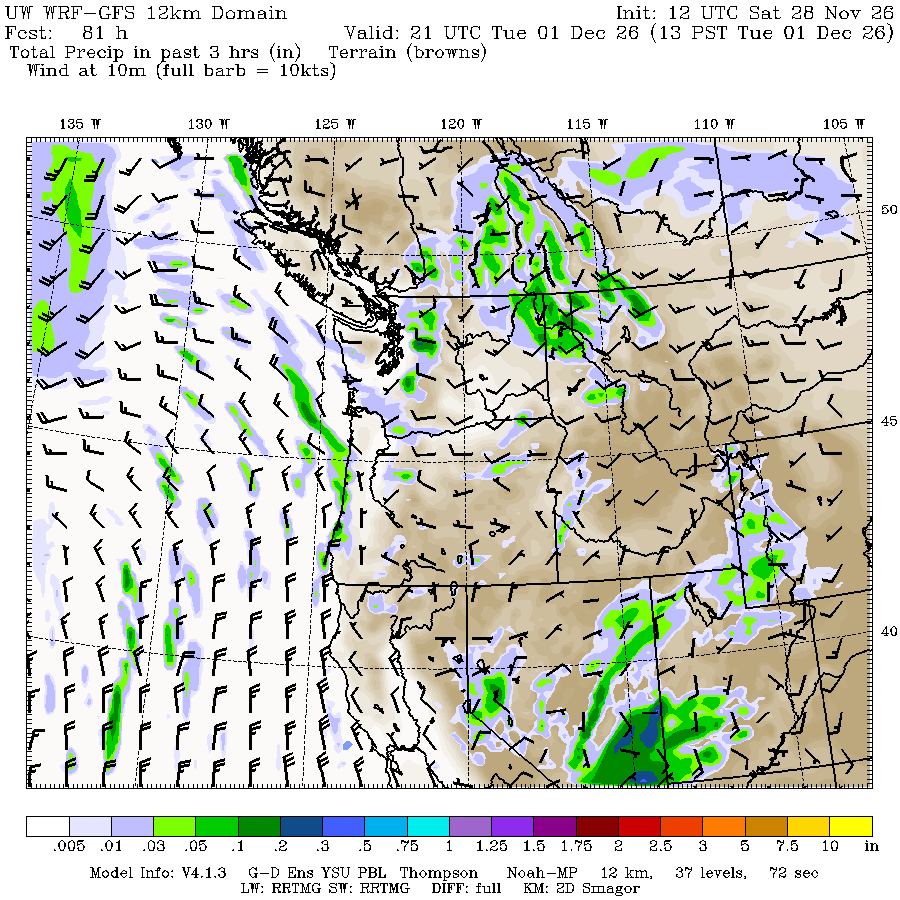 UW WRF-GFS 12km Domain Init: 12 UTC Sat 28 Nov 26
Fcst: 81 h Valid: 21 UTC Tue 01 Dec 26 (13 PST Tue 01 Dec 26)
Total Precip in past 3 hrs (in) Terrain (browns)
Wind at 10m (full barb = 10kts)
135 W 130 W 125 W 120 W 115 W 110 W 105 W
50
45
40
.005 .01 .03 .05 .1 .2 .3 .5 .75 1 1.25 1.5 1.75 2 2.5 3 5 7.5 10 in
Model Info: V4.1.3 G-D Ens YSU PBL Thompson Noah-MP 12 km, 37 levels, 72 sec
LW: RRTMG SW: RRTMG DIFF: full KM: 2D Smagor